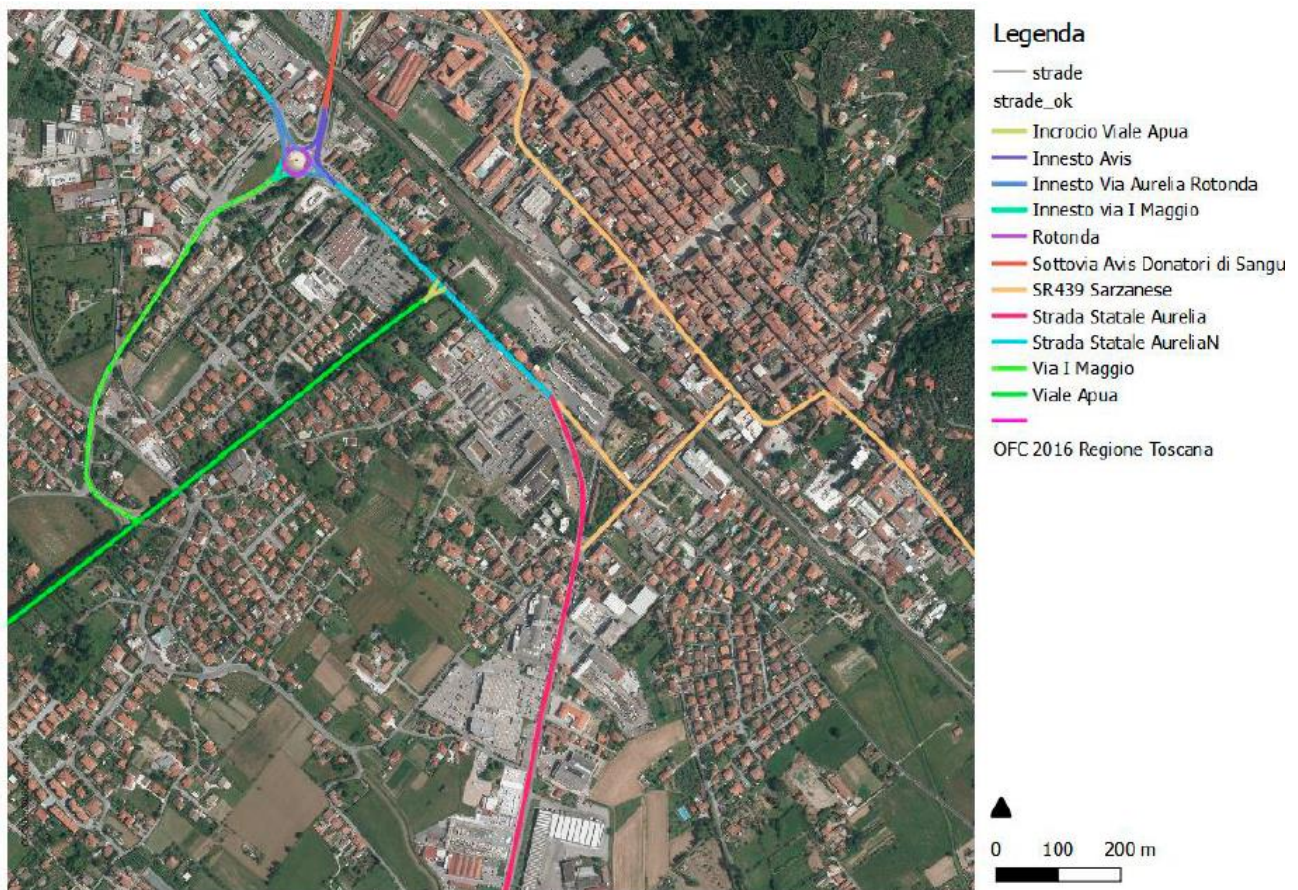 Legenda
strade
strade_ok
Incrocio Viale Apua
Innesto Avis
Innesto Via Aurelia Rotonda
Innesto via I Maggio
Rotonda
Sottovia Avis Donatori di Sangu
SR439 Sarzanese
Strada Statale Aurelia
Strada Statale AureliaN
Via I Maggio
Viale Apua
OFC 2016 Regione Toscana
0 100 200 m